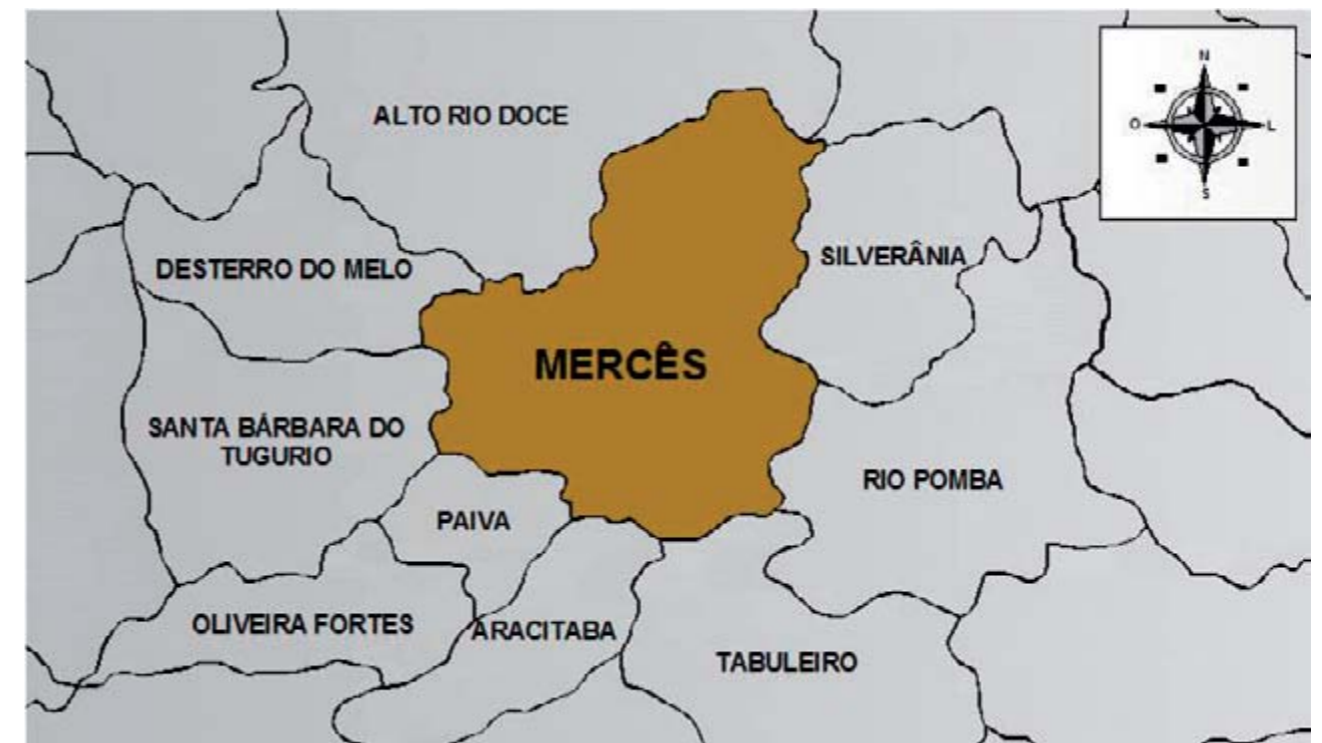 N
O
L
S
ALTO RIO DOCE
SILVERÂNIA
DESTERRO DO MELO
MERCÊS
SANTA BÁRBARA DO
TUGURIO
RIO POMBA
PAIVA
OLIVEIRA FORTES
ARACITABA
TABULEIRO